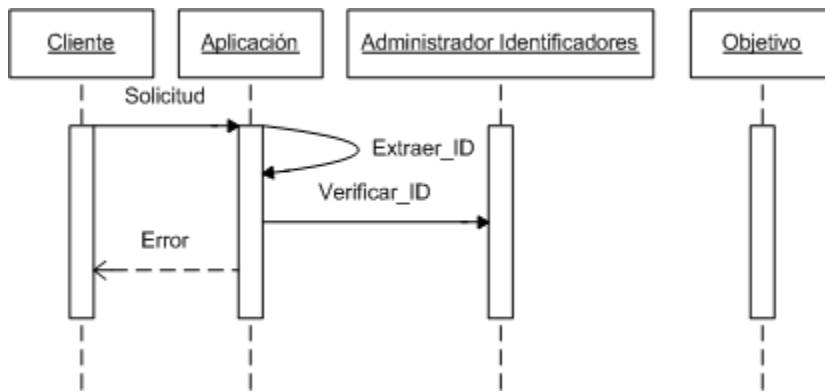 Cliente
Aplicación
Administrador Identificadores
Objetivo
Solicitud
Extraer_ID
Verificar_ID
Error